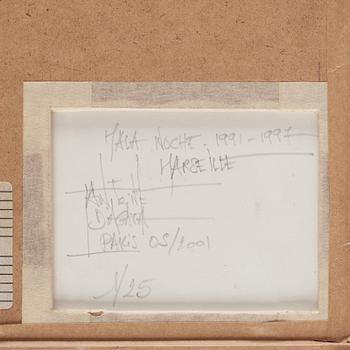 MALA NOCHE. 1991-1997
MARSEILLE
ANTOINE
D'AGATA
PARIS 05/2001
1/25